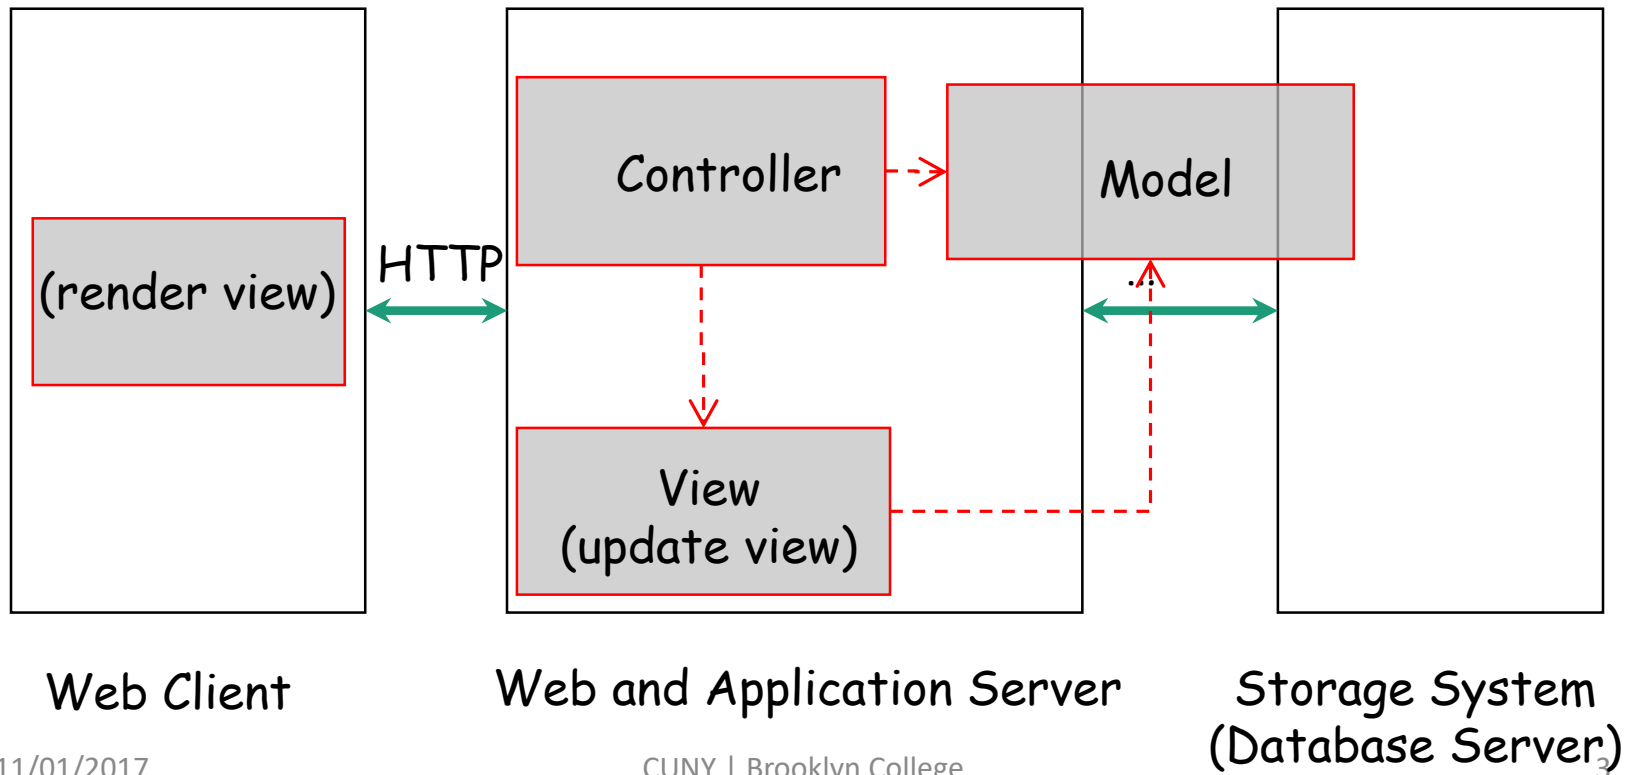 Controller
Model
HTTP
(render view)
...
View
(update view)
Web Client
Web and Application Server
Storage System
(Database Server)
11/01/2017
CUNY | Brooklyn College
3